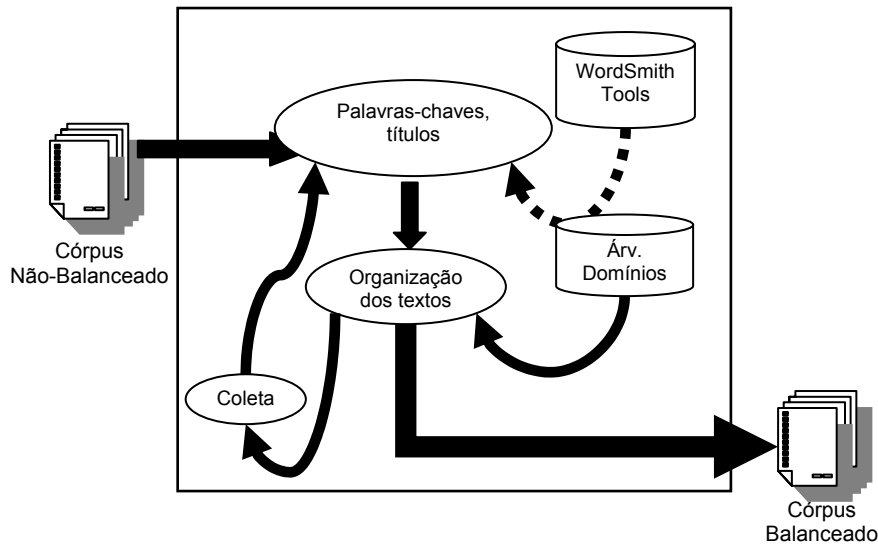 WordSmith
Tools
Palavras-chaves,
títulos
Córpus
Não-Balanceado
Árv.
Domínios
Organização
dos textos
Coleta
Córpus
Balanceado